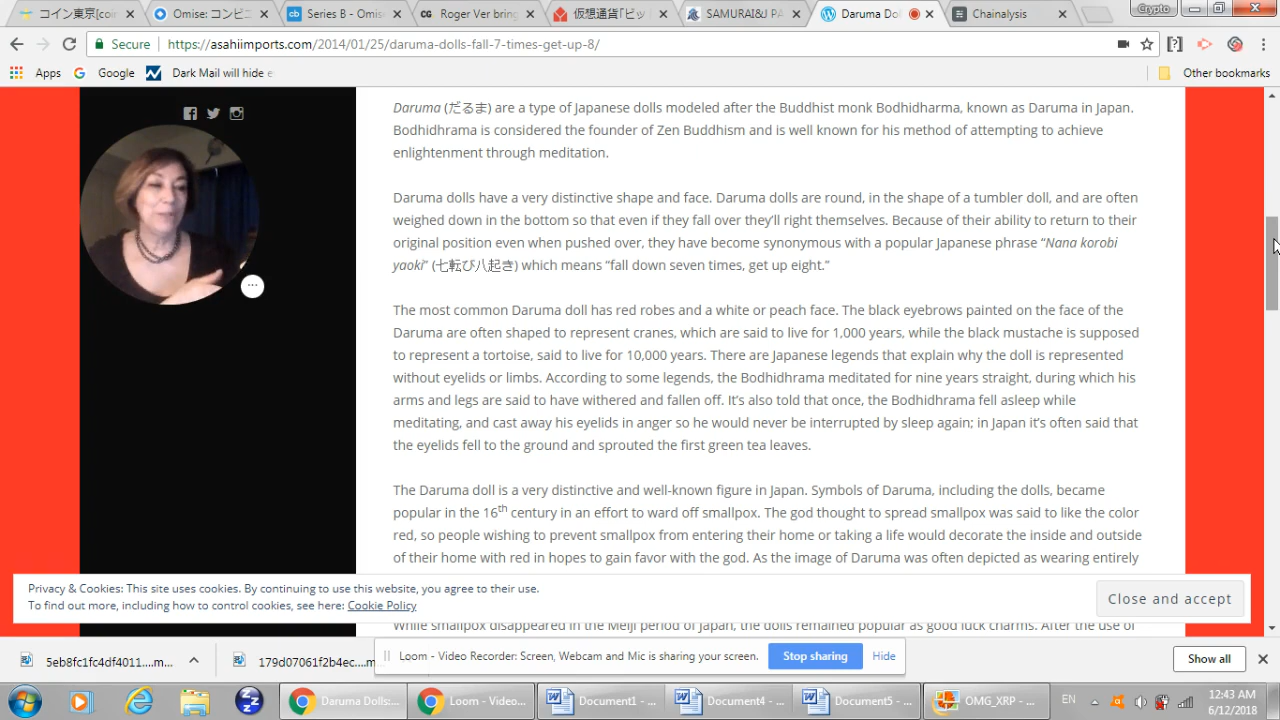 コイン東京[coin
Omise: コンビニ
Series B - Omise
Roger Ver bring
仮想通貨「ビッ
SAMURAI&J PA
Daruma Dol
Chainalysis
Crypto
Secure
https://asahiimports.com/2014/01/25/daruma-dolls-fall-7-times-get-up-8/
Apps
Google
Dark Mail will hide e
Other bookmarks
Daruma (だるま) are a type of Japanese dolls modeled after the Buddhist monk Bodhidharma, known as Daruma in Japan.
Bodhidhrama is considered the founder of Zen Buddhism and is well known for his method of attempting to achieve
enlightenment through meditation.
Daruma dolls have a very distinctive shape and face. Daruma dolls are round, in the shape of a tumbler doll, and are often
weighed down in the bottom so that even if they fall over they’ll right themselves. Because of their ability to return to their
original position even when pushed over, they have become synonymous with a popular Japanese phrase “Nana korobi
yaoki” (七転び八起き) which means “fall down seven times, get up eight.”
The most common Daruma doll has red robes and a white or peach face. The black eyebrows painted on the face of the
Daruma are often shaped to represent cranes, which are said to live for 1,000 years, while the black mustache is supposed
to represent a tortoise, said to live for 10,000 years. There are Japanese legends that explain why the doll is represented
without eyelids or limbs. According to some legends, the Bodhidhrama meditated for nine years straight, during which his
arms and legs are said to have withered and fallen off. It’s also told that once, the Bodhidhrama fell asleep while
meditating, and cast away his eyelids in anger so he would never be interrupted by sleep again; in Japan it’s often said that
the eyelids fell to the ground and sprouted the first green tea leaves.
The Daruma doll is a very distinctive and well-known figure in Japan. Symbols of Daruma, including the dolls, became
popular in the 16th century in an effort to ward off smallpox. The god thought to spread smallpox was said to like the color
red, so people wishing to prevent smallpox from entering their home or taking a life would decorate the inside and outside
of their home with red in hopes to gain favor with the god. As the image of Daruma was often depicted as wearing entirely
Privacy & Cookies: This site uses cookies. By continuing to use this website, you agree to their use.
To find out more, including how to control cookies, see here: Cookie Policy
Close and accept
While smallpox disappeared in the Meiji period of Japan, the dolls remained popular as good luck charms. After the use of
Loom - Video Recorder: Screen, Webcam and Mic is sharing your screen.
Stop sharing
Hide
5eb8fc1fc4df4011....m...
179d07061f2b4ec....m
Show all
Daruma Dolls:...
Loom - Video...
Document1 - ...
Document4 - ...
Document5 - ...
OMG_XRP - ...
EN
12:43 AM
6/12/2018